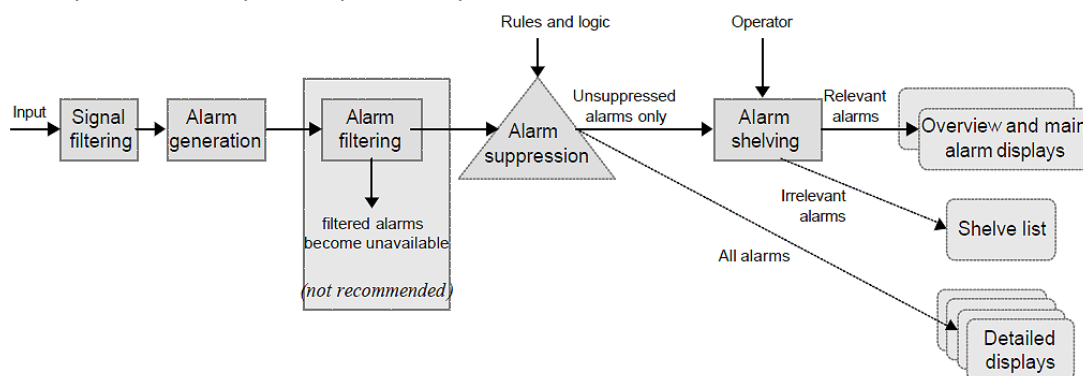 Rules and logic
Operator
Input
Signal
filtering
Alarm
generation
Alarm
filtering
filtered alarms
become unavailable
(not recommended)
Alarm
suppression
Unsuppressed
alarms only
Alarm
shelving
Relevant
alarms
Overview and main
alarm displays
Irrelevant
alarms
Shelve list
All alarms
Detailed
displays